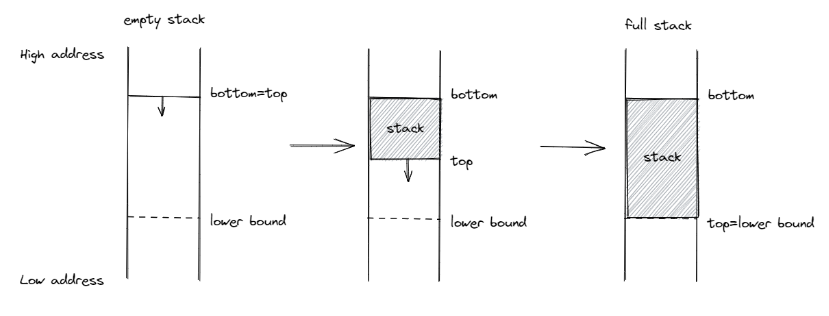 empty stack
full stack
High address
bottom=top
bottom
bottom
stack
stack
top
lower bound
lower bound
top=lower bound
Low address